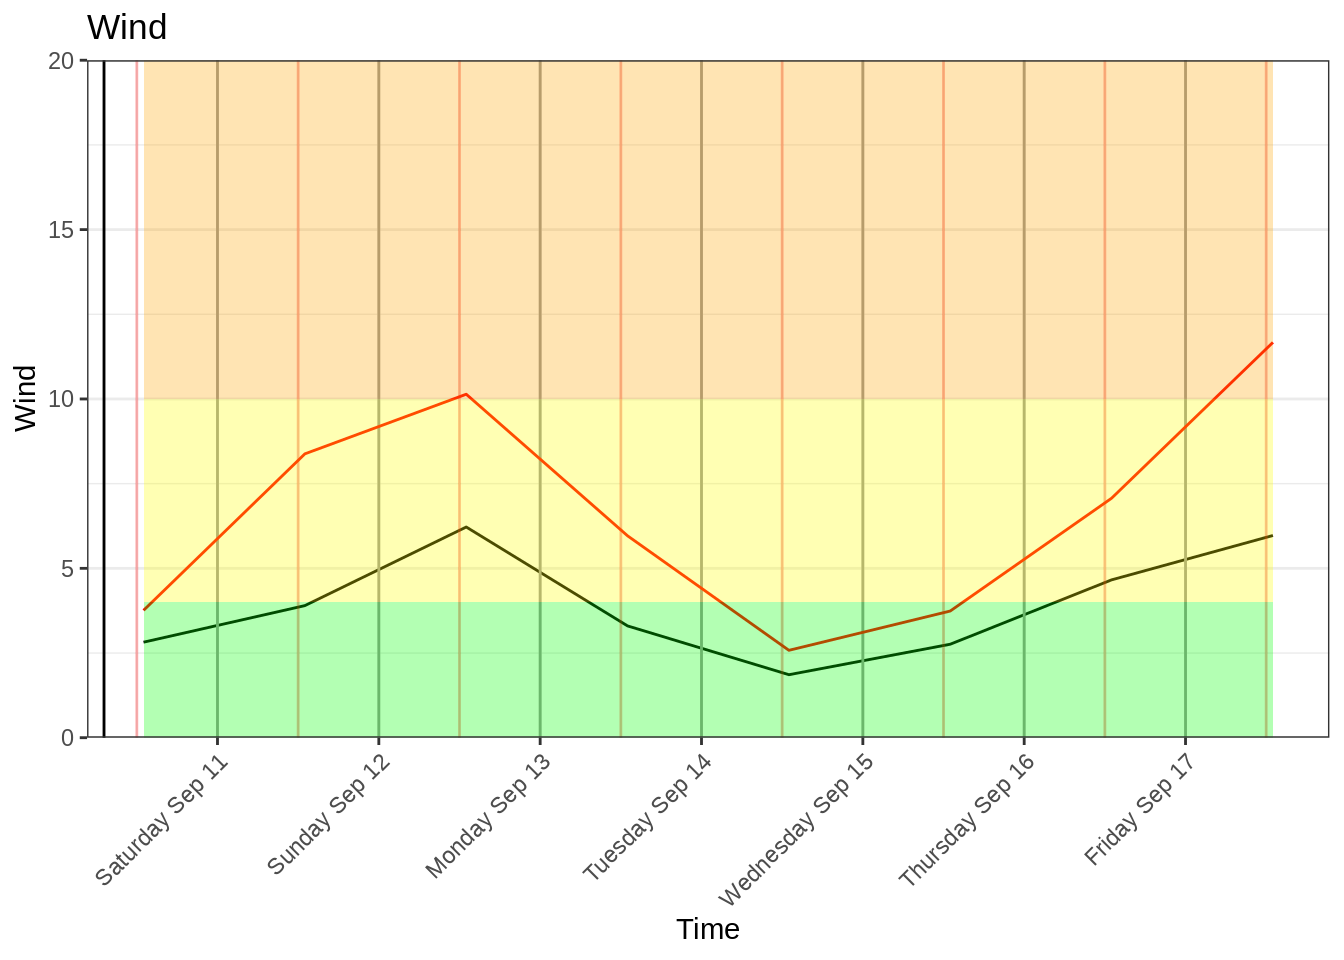 Wind
Wind
20
15
10
5
0
Saturday Sep 11
Sunday Sep 12
Monday Sep 13
Tuesday Sep 14
Wednesday Sep 15
Thursday Sep 16
Friday Sep 17
Time